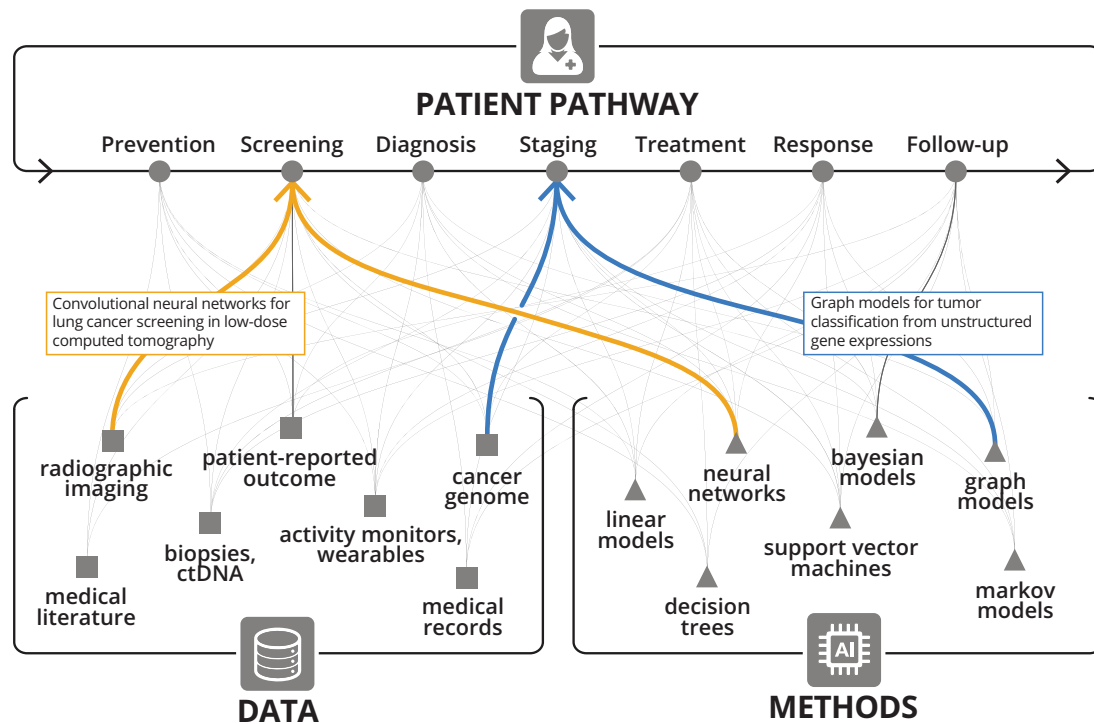 PATIENT PATHWAY
Prevention
Screening
Diagnosis
Staging
Treatment
Response
Follow-up
Convolutional neural networks for
lung cancer screening in low-dose
computed tomography
Graph models for tumor
classification from unstructured
gene expressions
radiographic
imaging
patient-reported
outcome
cancer
genome
biopsies,
ctDNA
activity monitors,
wearables
medical
literature
medical
records
DATA
neural
networks
bayesian
models
graph
models
linear
models
support vector
machines
decision
trees
markov
models
AI
METHODS